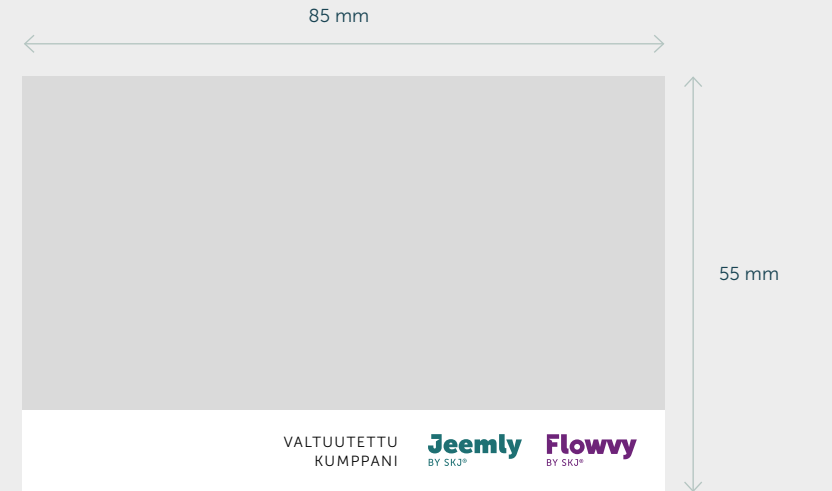 85 mm
55 mm
VALTUUTETTU
KUMPPANI
Jeemly
BY SKJ®
Flowvy
BY SKJ®